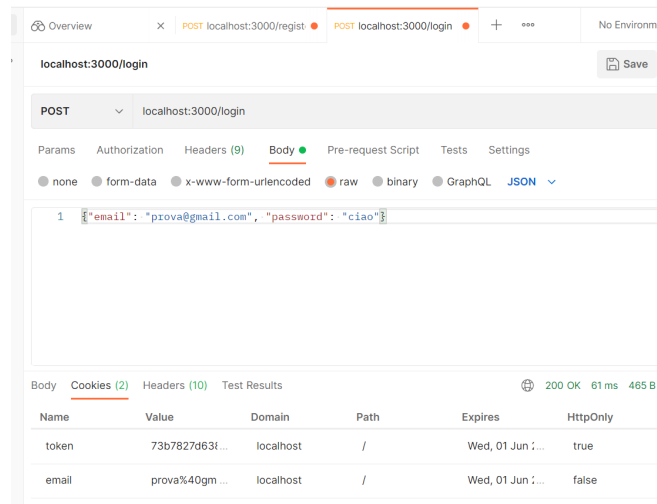 Overview × POST localhost:3000/regist POST localhost:3000/login + ooo No Environm
localhost:3000/login Save
POST localhost:3000/login
Params Authorization Headers (9) Body Pre-request Script Tests Settings
none form-data x-www-form-urlencoded raw binary GraphQL JSON
1 {"email": "prova@gmail.com", "password": "ciao"}
Body Cookies (2) Headers (10) Test Results 200 OK 61 ms 465 B
Name Value Domain Path Expires HttpOnly
token 73b7827d63... localhost / Wed, 01 Jun ... true
email prova%40gm... localhost / Wed, 01 Jun ... false